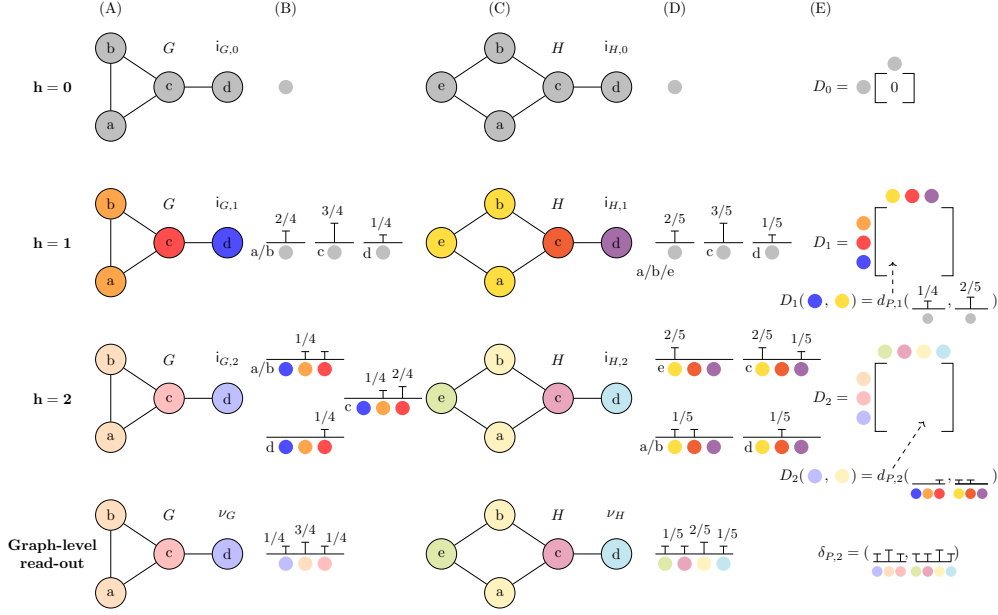 (A) (B) (C) (D) (E)
b G i_{G,0} b H i_{H,0}
h = 0 c d e c d D_0 = 0
a a
b G i_{G,1} 2/4 3/4 1/4 b H i_{H,1} 2/5 3/5 1/5
h = 1 c d a/b c d e c d a/b/e c d D_1 =
a a
D_1( , ) = d_{P,1}( 1/4 , 2/5 )
b G i_{G,2} 1/4 b H i_{H,2} 2/5 2/5 1/5
a/b e c
h = 2 c d c 1/4 2/4 e c d D_2 =
a d 1/4 a a/b 1/5 d 1/5
D_2( , ) = d_{P,2}( , )
b G ν_G 1/4 3/4 1/4 b H ν_H 1/5 2/5 1/5
Graph-level c d e c d δ_{P,2} = ( , )
read-out
a a